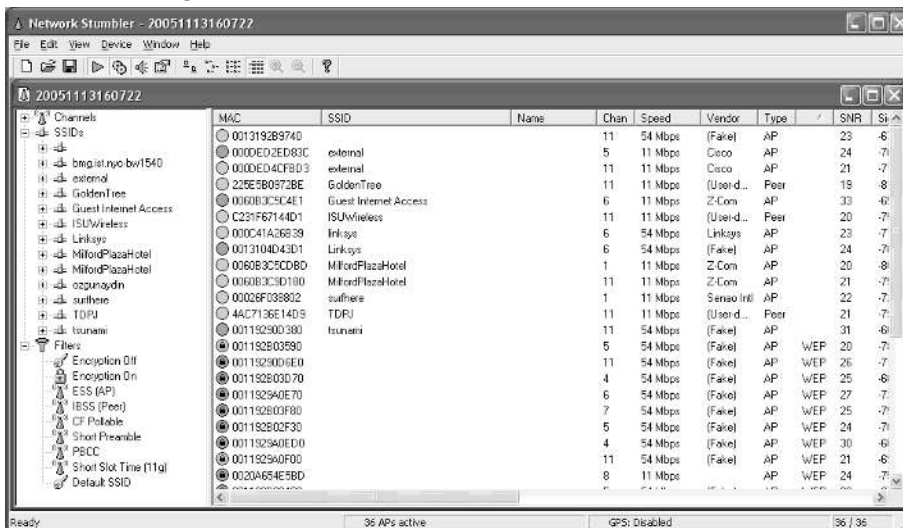 Network Stumbler - 20051113160722
File Edit View Device Window Help
20051113160722
Channels
SSIDs
bmg.ist.nyc-bw1540
external
GoldenTree
Guest Internet Access
ISUWireless
Linksys
MilfordPlazaHotel
MilfordPlazaHotel
ozgunaydin
surfhere
TDPJ
tsunami
Filters
Encryption Off
Encryption On
ESS (AP)
IBSS (Peer)
CF Pollable
Short Preamble
PBCC
Short Slot Time (11g)
Default SSID
MAC SSID Name Chan Speed Vendor Type / SNR
0013192B9740 11 54 Mbps (Fake) AP 23 -6
000DED2ED83C external 5 11 Mbps Cisco AP 24
000DED4CFBD3 external 11 11 Mbps Cisco AP 21 -7
225E5B0972BE GoldenTree 11 11 Mbps (User-d... Peer 19 -8
0060B3C5C4E1 Guest Internet Access 6 11 Mbps Z-Com AP 33
C231F67144D1 ISUWireless 11 11 Mbps (User-d... Peer 20
000C41A26B39 linksys 6 54 Mbps Linksys AP 23 -7
0013104D43D1 Linksys 6 54 Mbps (Fake) AP 24
0060B3C5CDBD MilfordPlazaHotel 1 11 Mbps Z-Com AP 20
0060B3C9D180 MilfordPlazaHotel 11 11 Mbps Z-Com AP 21
00026F038802 surfhere 1 11 Mbps Senao Intl AP 22
4AC7136E14D9 TDPJ 11 11 Mbps (User-d... Peer 21
001192900380 tsunami 11 54 Mbps (Fake) AP 31
001192B03590 5 54 Mbps (Fake) AP WEP 20
00119290D6E0 11 54 Mbps (Fake) AP WEP 26
001192B03D70 4 54 Mbps (Fake) AP WEP 25
0011929A0E70 6 54 Mbps (Fake) AP WEP 27
001192B03F80 7 54 Mbps (Fake) AP WEP 25
001192B02F30 5 54 Mbps (Fake) AP WEP 24
0011929A0ED0 4 54 Mbps (Fake) AP WEP 30
0011929A0F00 11 54 Mbps (Fake) AP WEP 21
0020A654E5BD 8 11 Mbps AP WEP 24
Ready 36 APs active GPS: Disabled 36 / 36